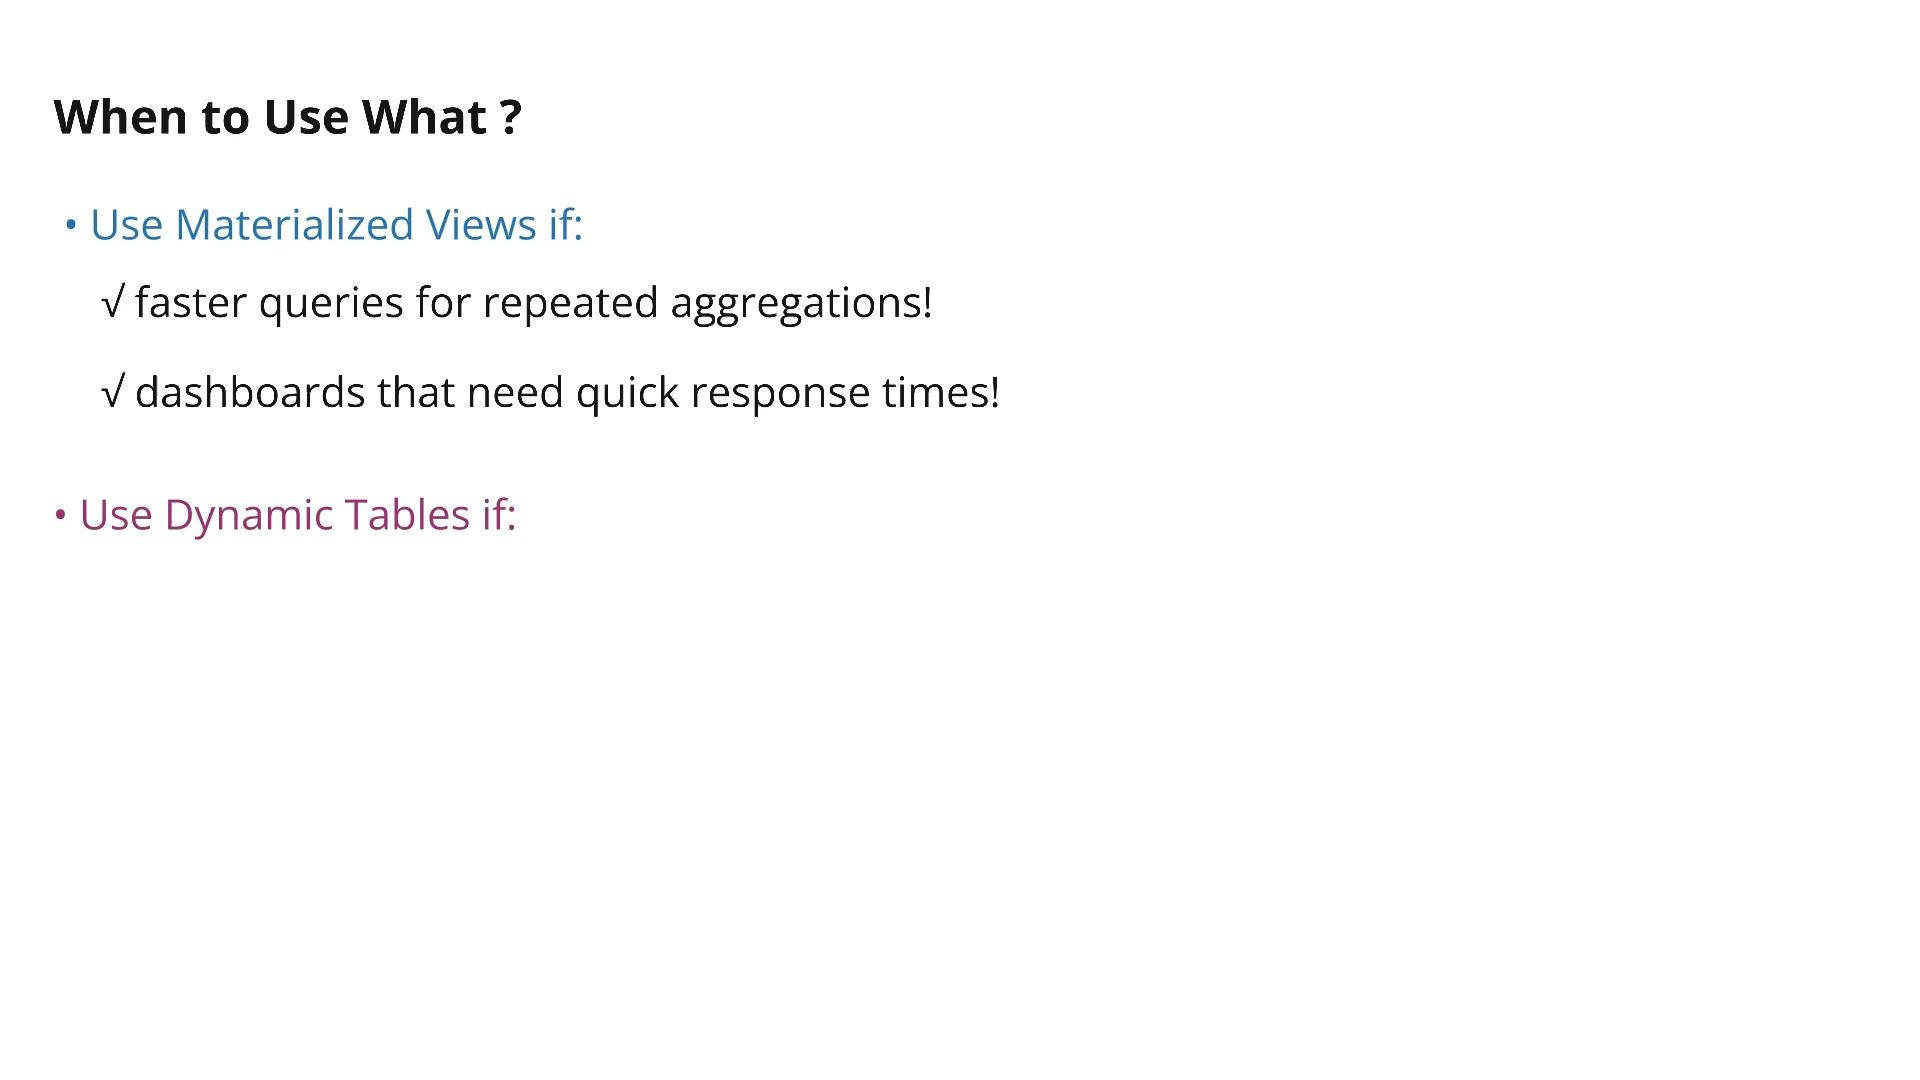 When to Use What ?
• Use Materialized Views if:
√ faster queries for repeated aggregations!
√ dashboards that need quick response times!
• Use Dynamic Tables if: